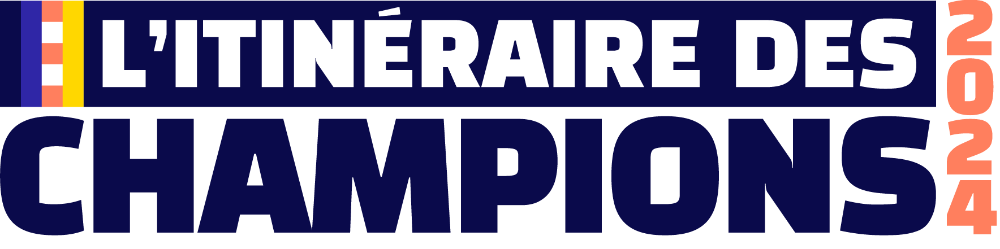 L’ITINÉRAIRE DES
CHAMPIONS
2024